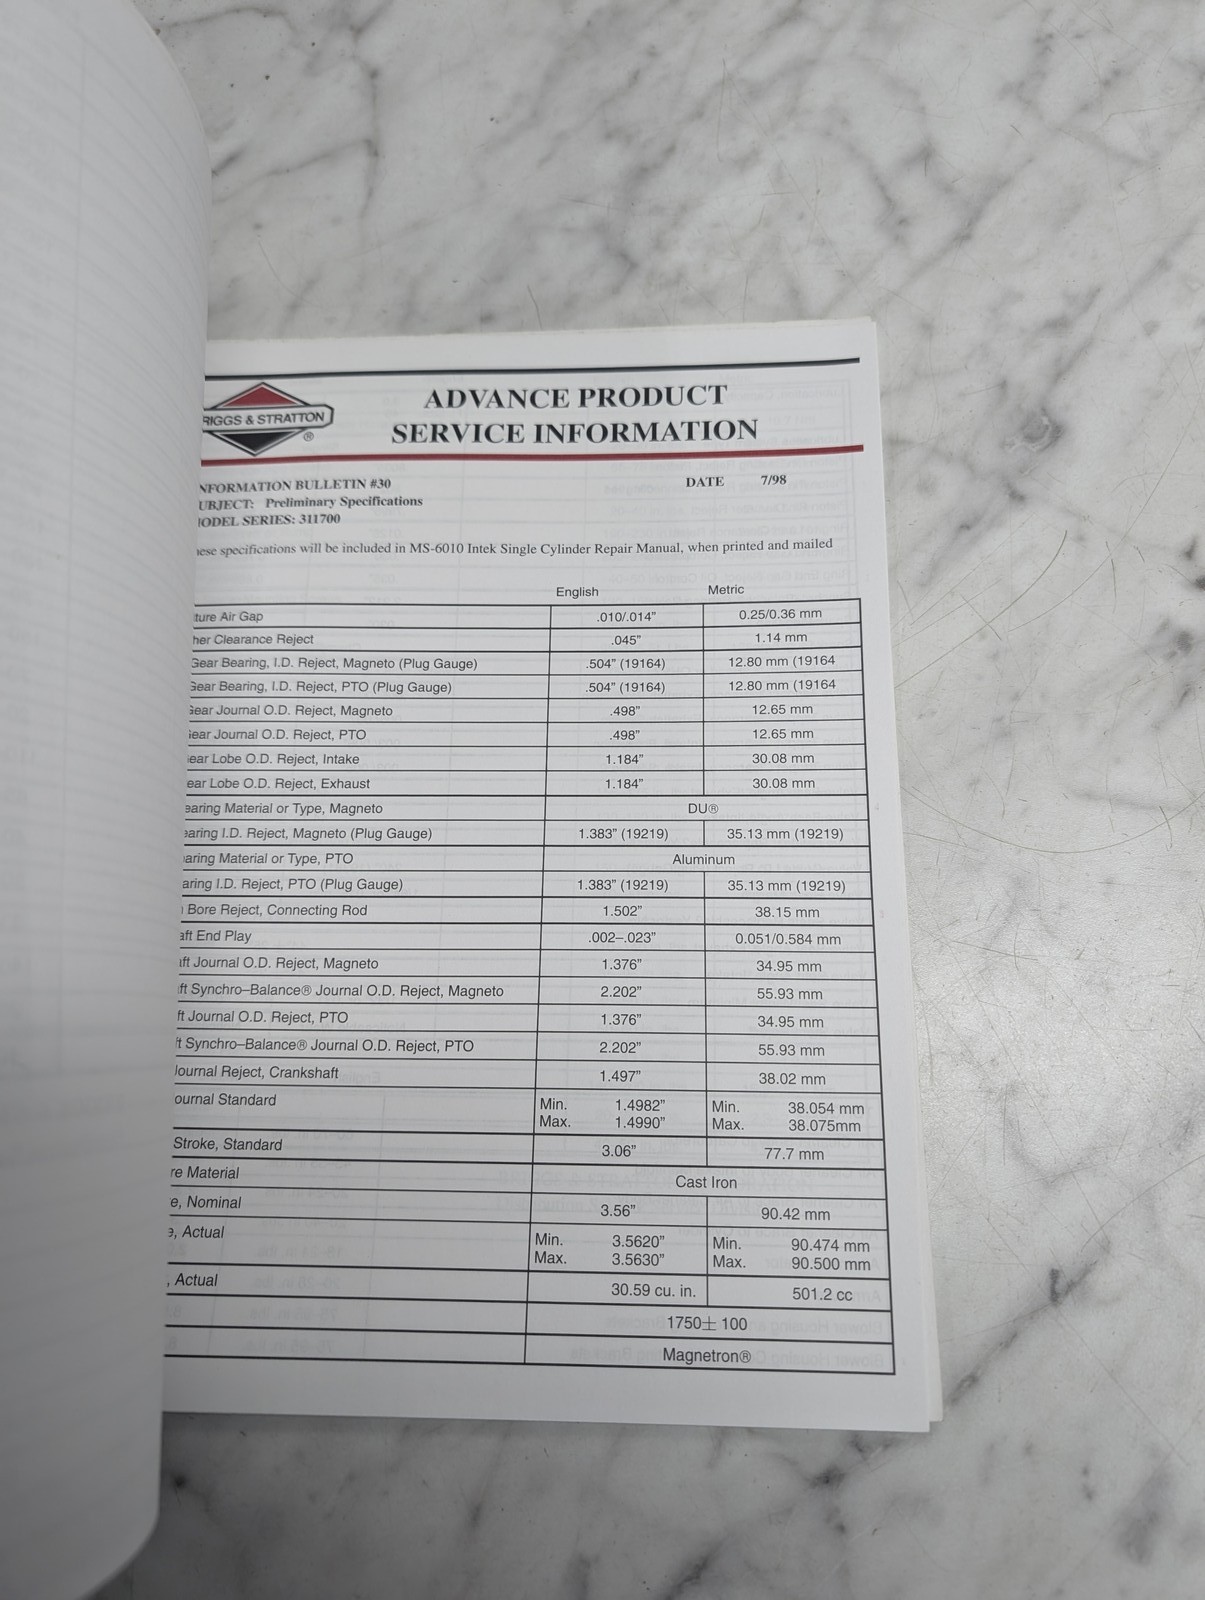 RIGGS & STRATTON
®
ADVANCE PRODUCT
SERVICE INFORMATION
NFORMATION BULLETIN #30
DATE 7/98
UBJECT: Preliminary Specifications
ODEL SERIES: 311700
ese specifications will be included in MS-6010 Intek Single Cylinder Repair Manual, when printed and mailed
English Metric
ture Air Gap .010/.014” 0.25/0.36 mm
her Clearance Reject .045” 1.14 mm
Gear Bearing, I.D. Reject, Magneto (Plug Gauge) .504” (19164) 12.80 mm (19164
Gear Bearing, I.D. Reject, PTO (Plug Gauge) .504” (19164) 12.80 mm (19164
Gear Journal O.D. Reject, Magneto .498” 12.65 mm
ear Journal O.D. Reject, PTO .498” 12.65 mm
ear Lobe O.D. Reject, Intake 1.184” 30.08 mm
ear Lobe O.D. Reject, Exhaust 1.184” 30.08 mm
earing Material or Type, Magneto DU®
earing I.D. Reject, Magneto (Plug Gauge) 1.383” (19219) 35.13 mm (19219)
aring Material or Type, PTO Aluminum
aring I.D. Reject, PTO (Plug Gauge) 1.383” (19219) 35.13 mm (19219)
Bore Reject, Connecting Rod 1.502” 38.15 mm
aft End Play .002–.023” 0.051/0.584 mm
ft Journal O.D. Reject, Magneto 1.376” 34.95 mm
ft Synchro–Balance® Journal O.D. Reject, Magneto 2.202” 55.93 mm
ft Journal O.D. Reject, PTO 1.376” 34.95 mm
t Synchro–Balance® Journal O.D. Reject, PTO 2.202” 55.93 mm
Journal Reject, Crankshaft 1.497” 38.02 mm
ournal Standard Min. 1.4982” Min. 38.054 mm
Max. 1.4990” Max. 38.075mm
Stroke, Standard 3.06” 77.7 mm
re Material Cast Iron
e, Nominal 3.56” 90.42 mm
e, Actual Min. 3.5620” Min. 90.474 mm
Max. 3.5630” Max. 90.500 mm
, Actual 30.59 cu. in. 501.2 cc
1750± 100
Magnetron®